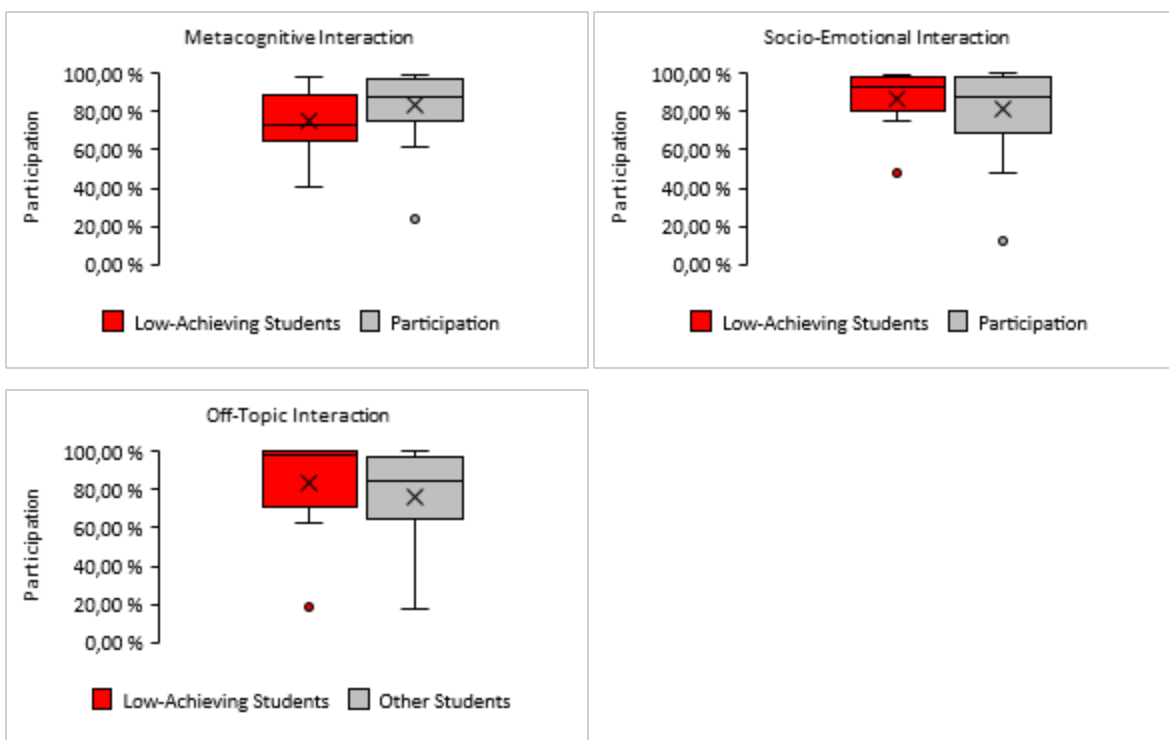 Metacognitive Interaction
Participation
100,00 %
80,00 %
60,00 %
40,00 %
20,00 %
0,00 %
Low-Achieving Students Participation
Socio-Emotional Interaction
Participation
100,00 %
80,00 %
60,00 %
40,00 %
20,00 %
0,00 %
Low-Achieving Students Participation
Off-Topic Interaction
Participation
100,00 %
80,00 %
60,00 %
40,00 %
20,00 %
0,00 %
Low-Achieving Students Other Students